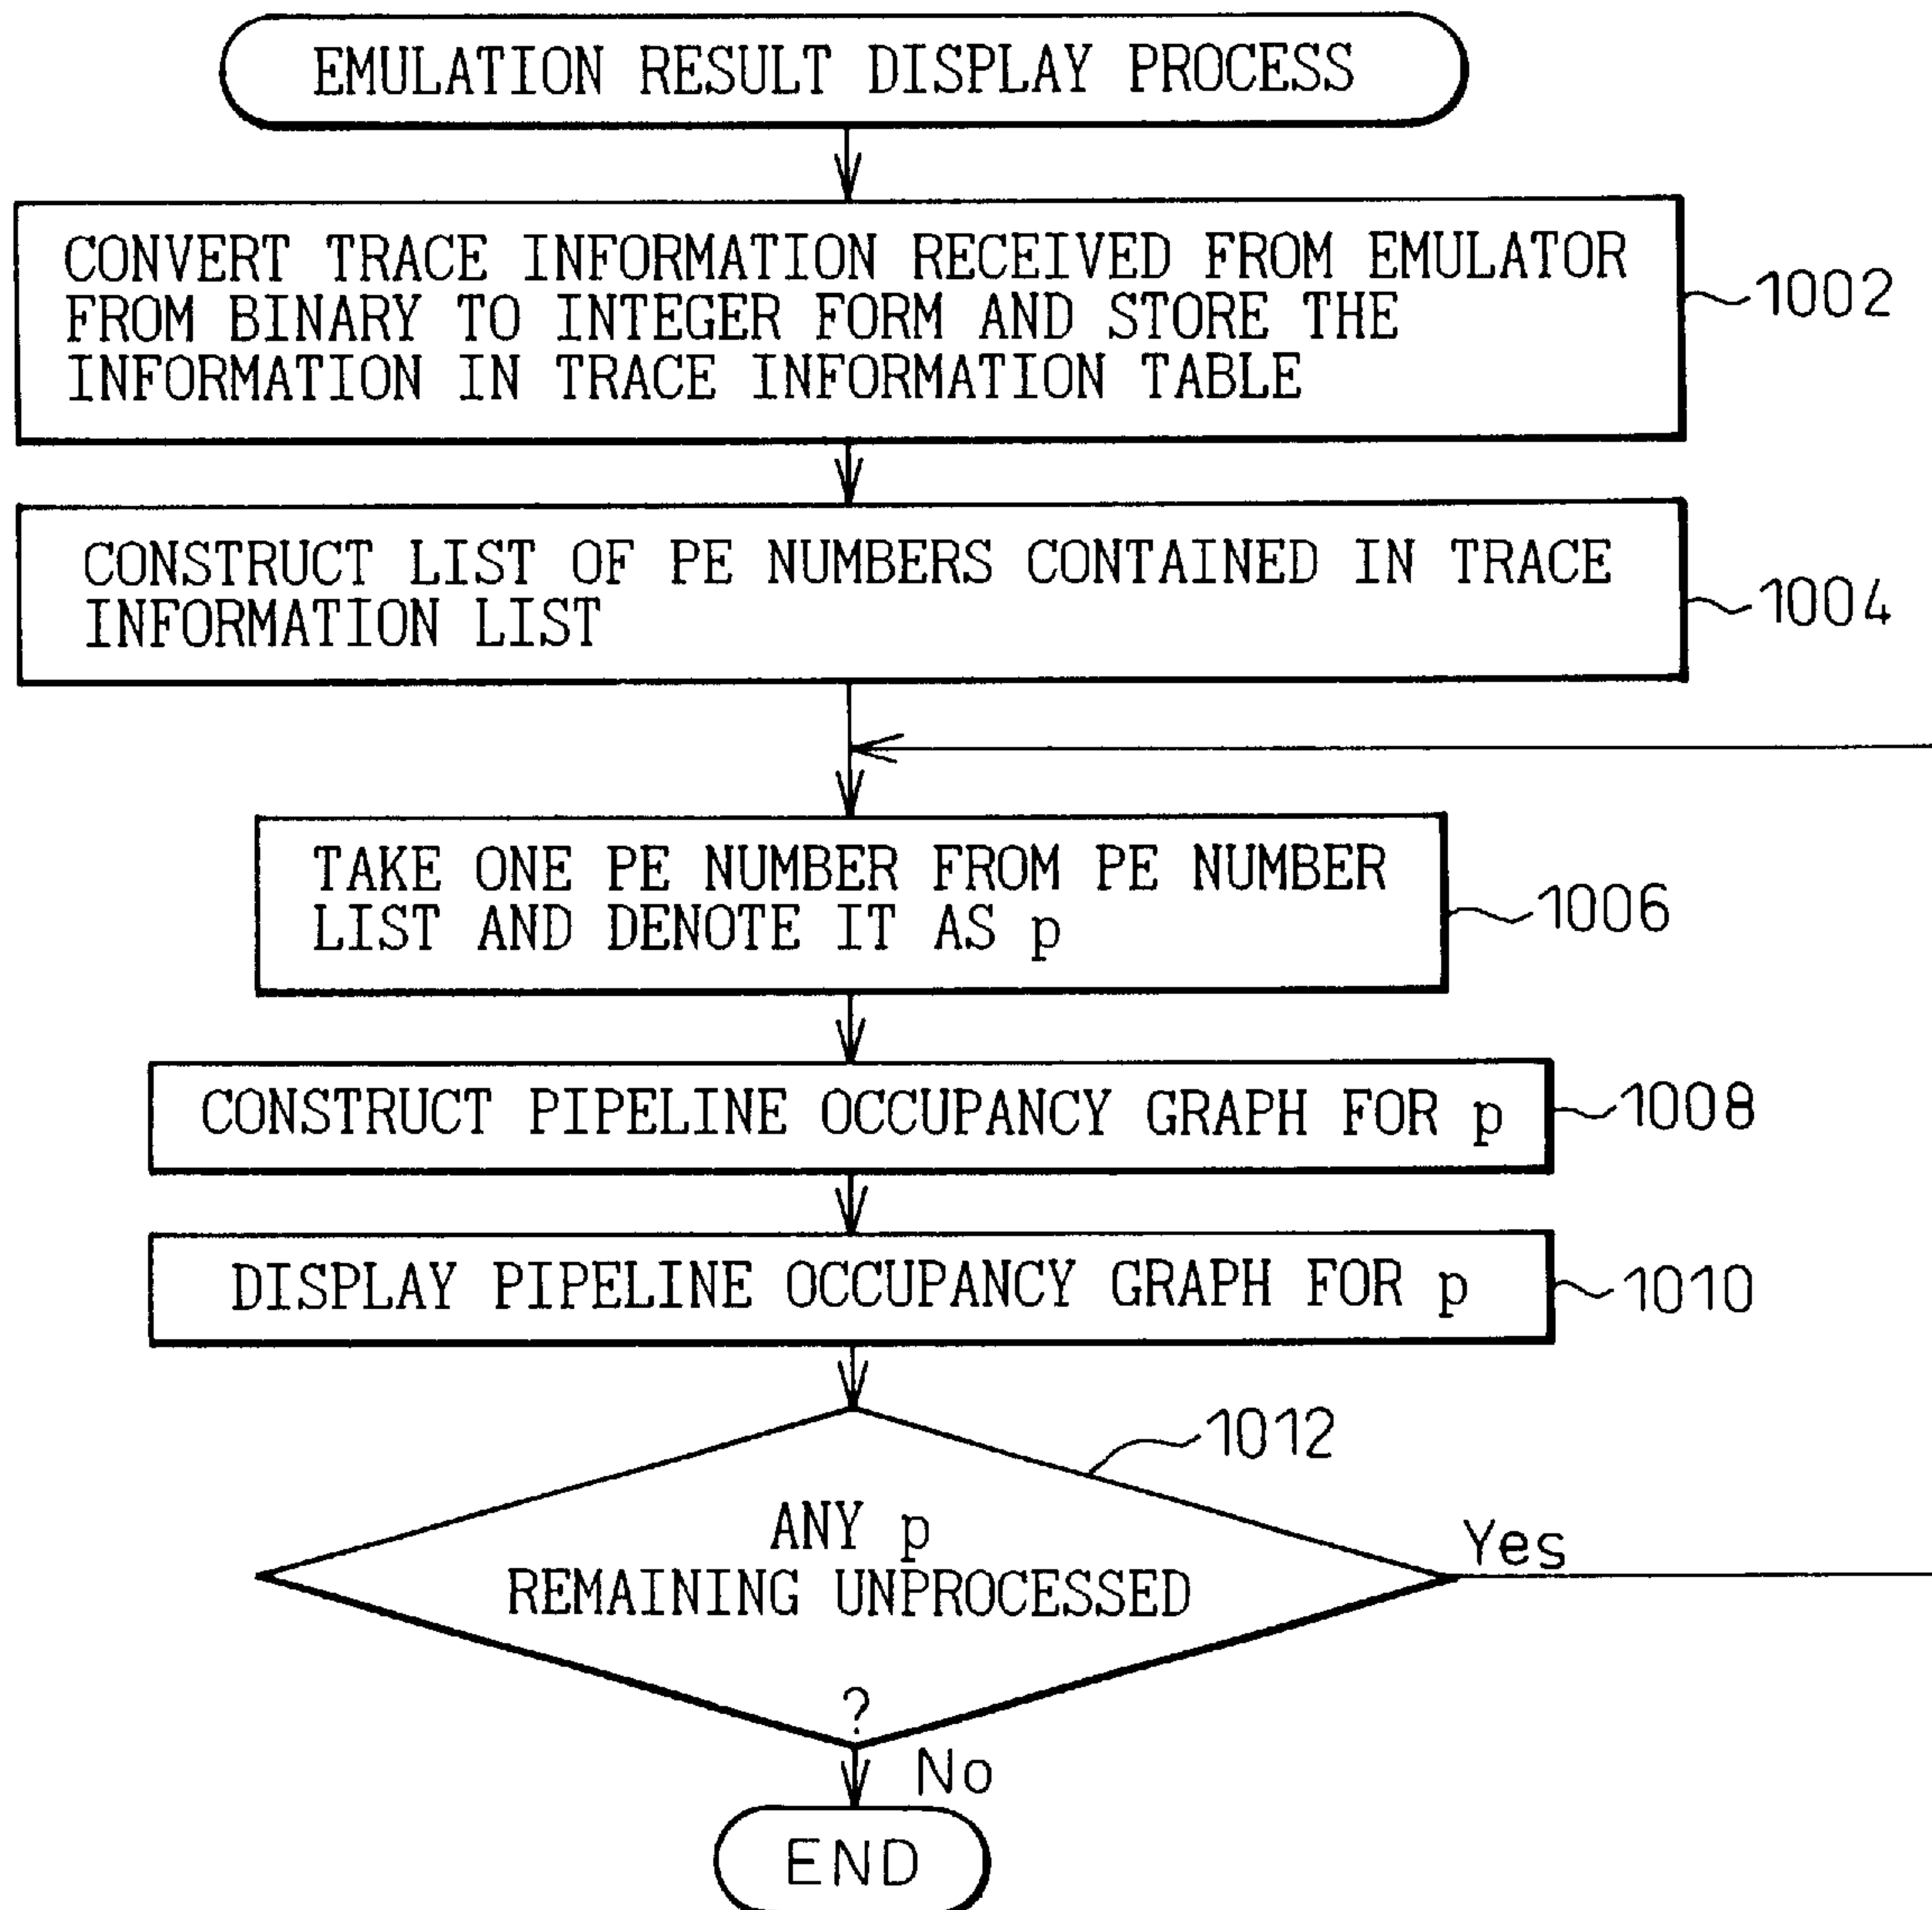 EMULATION RESULT DISPLAY PROCESS
CONVERT TRACE INFORMATION RECEIVED FROM EMULATOR
FROM BINARY TO INTEGER FORM AND STORE THE
INFORMATION IN TRACE INFORMATION TABLE
1002
CONSTRUCT LIST OF PE NUMBERS CONTAINED IN TRACE
INFORMATION LIST
1004
TAKE ONE PE NUMBER FROM PE NUMBER
LIST AND DENOTE IT AS p
1006
CONSTRUCT PIPELINE OCCUPANCY GRAPH FOR p
1008
DISPLAY PIPELINE OCCUPANCY GRAPH FOR p
1010
1012
ANY p
REMAINING UNPROCESSED
?
Yes
No
END